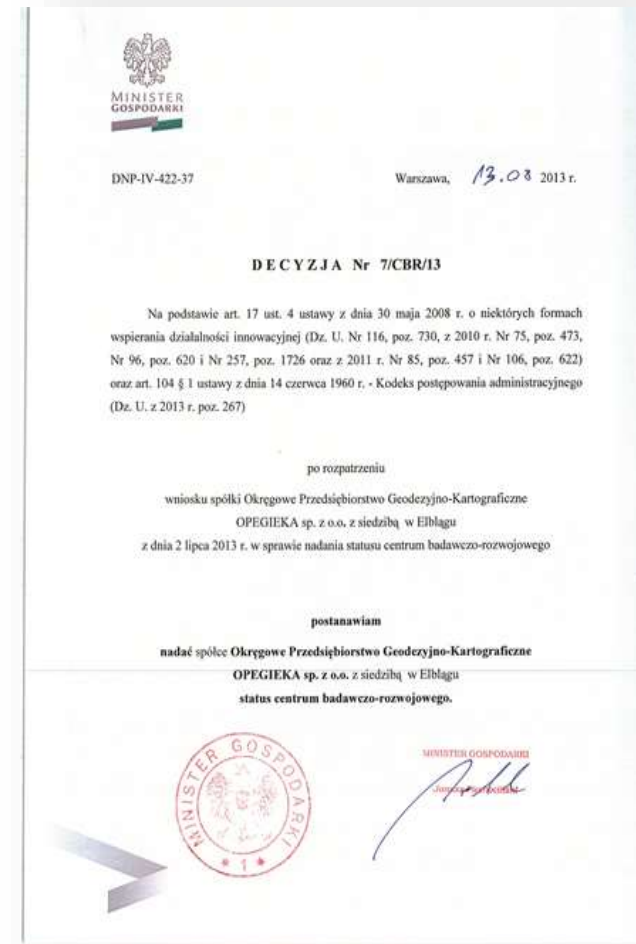 MINISTER
GOSPODARKI
DNP-IV-422-37
Warszawa, 13.08 2013 r.
DECYZJA Nr 7/CBR/13
Na podstawie art. 17 ust. 4 ustawy z dnia 30 maja 2008 r. o niektórych formach
wspierania działalności innowacyjnej (Dz. U. Nr 116, poz. 730, z 2010 r. Nr 75, poz. 473,
Nr 96, poz. 620 i Nr 257, poz. 1726 oraz z 2011 r. Nr 85, poz. 457 i Nr 106, poz. 622)
oraz art. 104 § 1 ustawy z dnia 14 czerwca 1960 r. - Kodeks postępowania administracyjnego
(Dz. U. z 2013 r. poz. 267)
po rozpatrzeniu
wniosku spółki Okręgowe Przedsiębiorstwo Geodezyjno-Kartograficzne
OPEGIEKA sp. z o.o. z siedzibą w Elblągu
z dnia 2 lipca 2013 r. w sprawie nadania statusu centrum badawczo-rozwojowego
postanawiam
nadać spółce Okręgowe Przedsiębiorstwo Geodezyjno-Kartograficzne
OPEGIEKA sp. z o.o. z siedzibą w Elblągu
status centrum badawczo-rozwojowego.
MINISTER GOSPODARKI
* 1 *
MINISTER GOSPODARKI